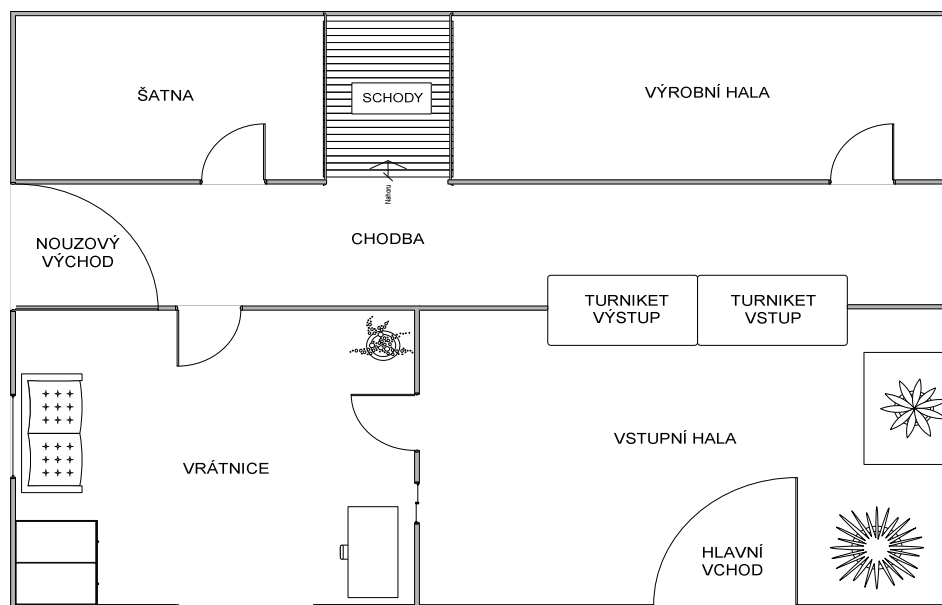 ŠATNA
SCHODY
VÝROBNÍ HALA
Nahoru
NOUZOVÝ
VÝCHOD
CHODBA
TURNIKET
VÝSTUP
TURNIKET
VSTUP
VRÁTNICE
VSTUPNÍ HALA
HLAVNÍ
VCHOD